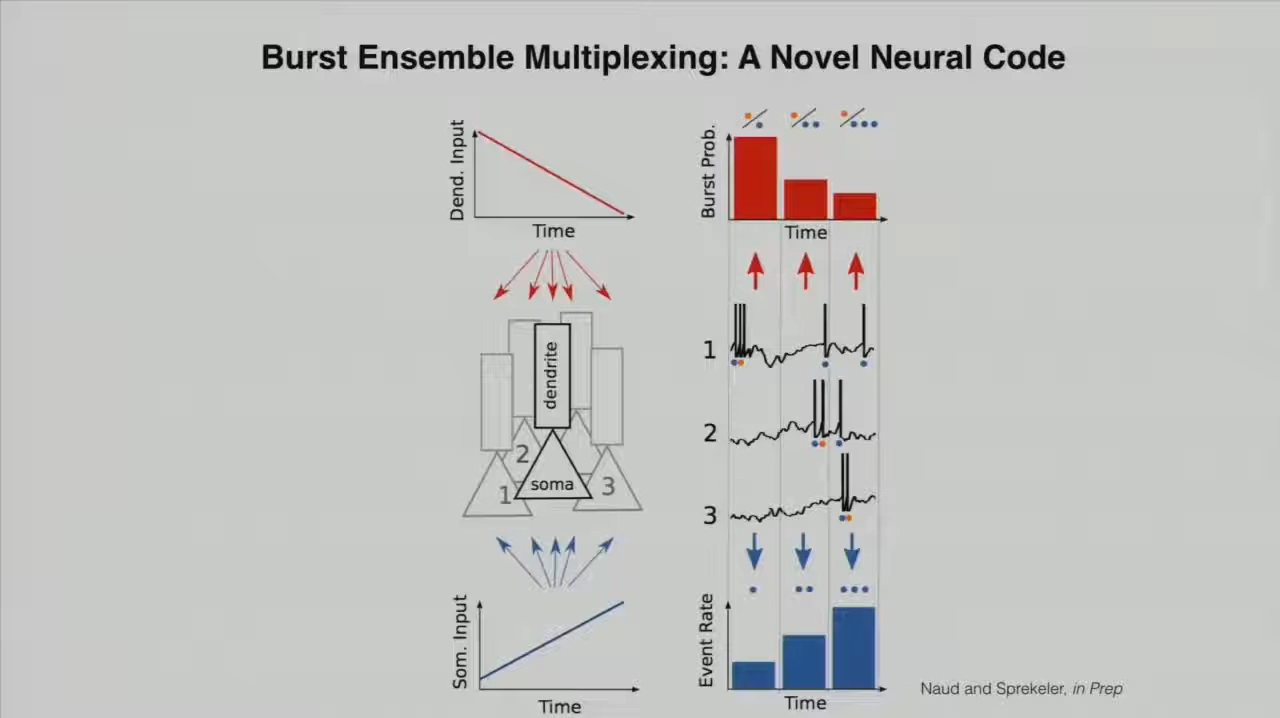 Burst Ensemble Multiplexing: A Novel Neural Code
Dend. Input
Time
dendrite
soma
1
2
3
Som. Input
Time
Burst Prob.
Time
1
2
3
Event Rate
Time
Naud and Sprekeler, in Prep